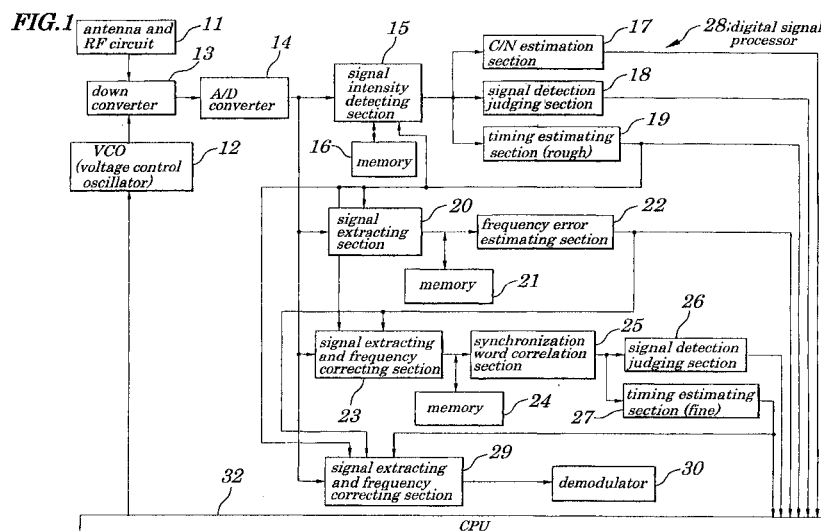 FIG.1
antenna and
RF circuit
11
13
down
converter
14
A/D
converter
12
VCO
(voltage control
oscillator)
15
signal
intensity
detecting
section
16
memory
17
C/N estimation
section
28;digital signal
processor
18
signal detection
judging section
19
timing estimating
section (rough)
20
signal
extracting
section
22
frequency error
estimating section
memory
21
signal extracting
and frequency
correcting section
23
25
synchronization
word correlation
section
memory
24
26
signal detection
judging section
27
timing estimating
section (fine)
29
signal extracting
and frequency
correcting section
30
demodulator
32
CPU